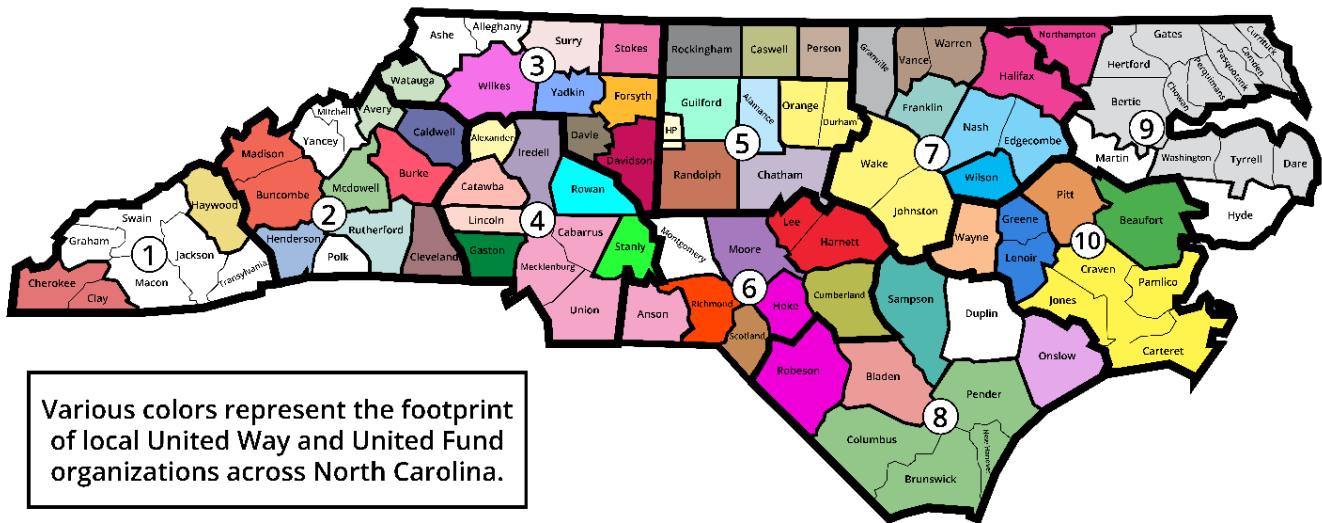 Ashe
Alleghany
Surry
Stokes
Rockingham
Caswell
Person
Granville
Vance
Warren
Northampton
Gates
Currituck
Camden
Pasquotank
Perquimans
Chowan
Hertford
Halifax
Bertie
Watauga
Wilkes
3
Yadkin
Forsyth
Guilford
Alamance
Orange
Durham
Franklin
Nash
Edgecombe
9
Mitchell
Avery
Caldwell
Alexander
Iredell
Davie
Davidson
HP
5
7
Martin
Washington
Tyrrell
Dare
Yancey
Madison
Buncombe
Mcdowell
Burke
Catawba
Rowan
Randolph
Chatham
Wake
Wilson
Pitt
Beaufort
Hyde
Haywood
2
Rutherford
Lincoln
4
Cabarrus
Stanly
Montgomery
Moore
Lee
Harnett
Johnston
Wayne
Greene
Lenoir
10
Craven
Pamlico
Swain
Graham
1
Jackson
Transylvania
Macon
Henderson
Polk
Cleveland
Gaston
Mecklenburg
Cherokee
Clay
Union
Anson
Richmond
6
Hoke
Scotland
Cumberland
Sampson
Duplin
Jones
Onslow
Carteret
Robeson
Bladen
Pender
8
Columbus
New Hanover
Brunswick
Various colors represent the footprint
of local United Way and United Fund
organizations across North Carolina.